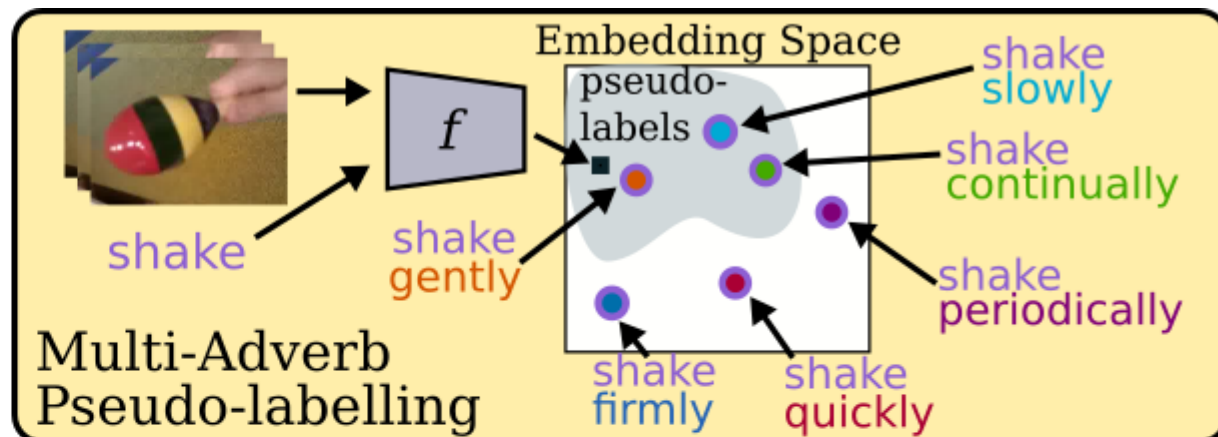 Embedding Space
pseudo-
labels
f
shake
shake
gently
shake
slowly
shake
continually
shake
periodically
shake
firmly
shake
quickly
Multi-Adverb
Pseudo-labelling